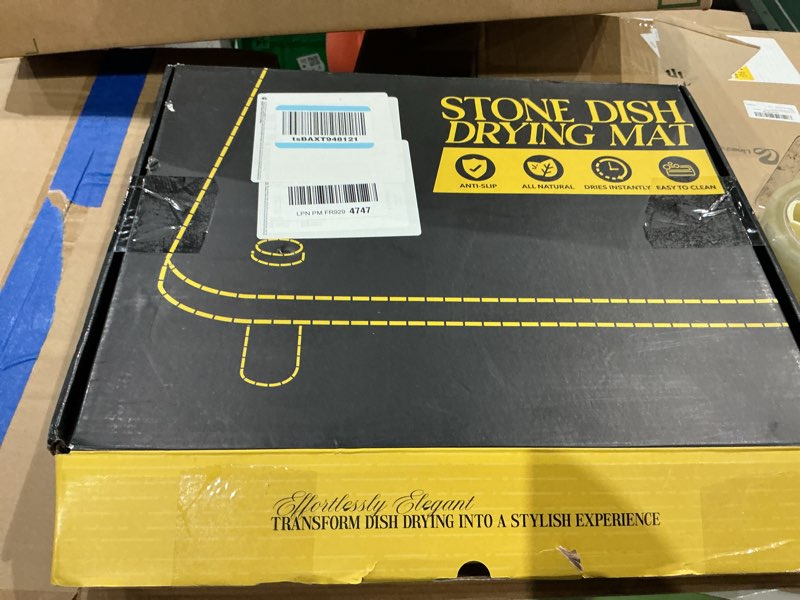 STONE DISH
DRYING MAT
ANTI-SLIP
ALL NATURAL
DRIES INSTANTLY
EASY TO CLEAN
tsBAXT940121
LPN PM FR929 4747
Effortlessly Elegant
TRANSFORM DISH DRYING INTO A STYLISH EXPERIENCE